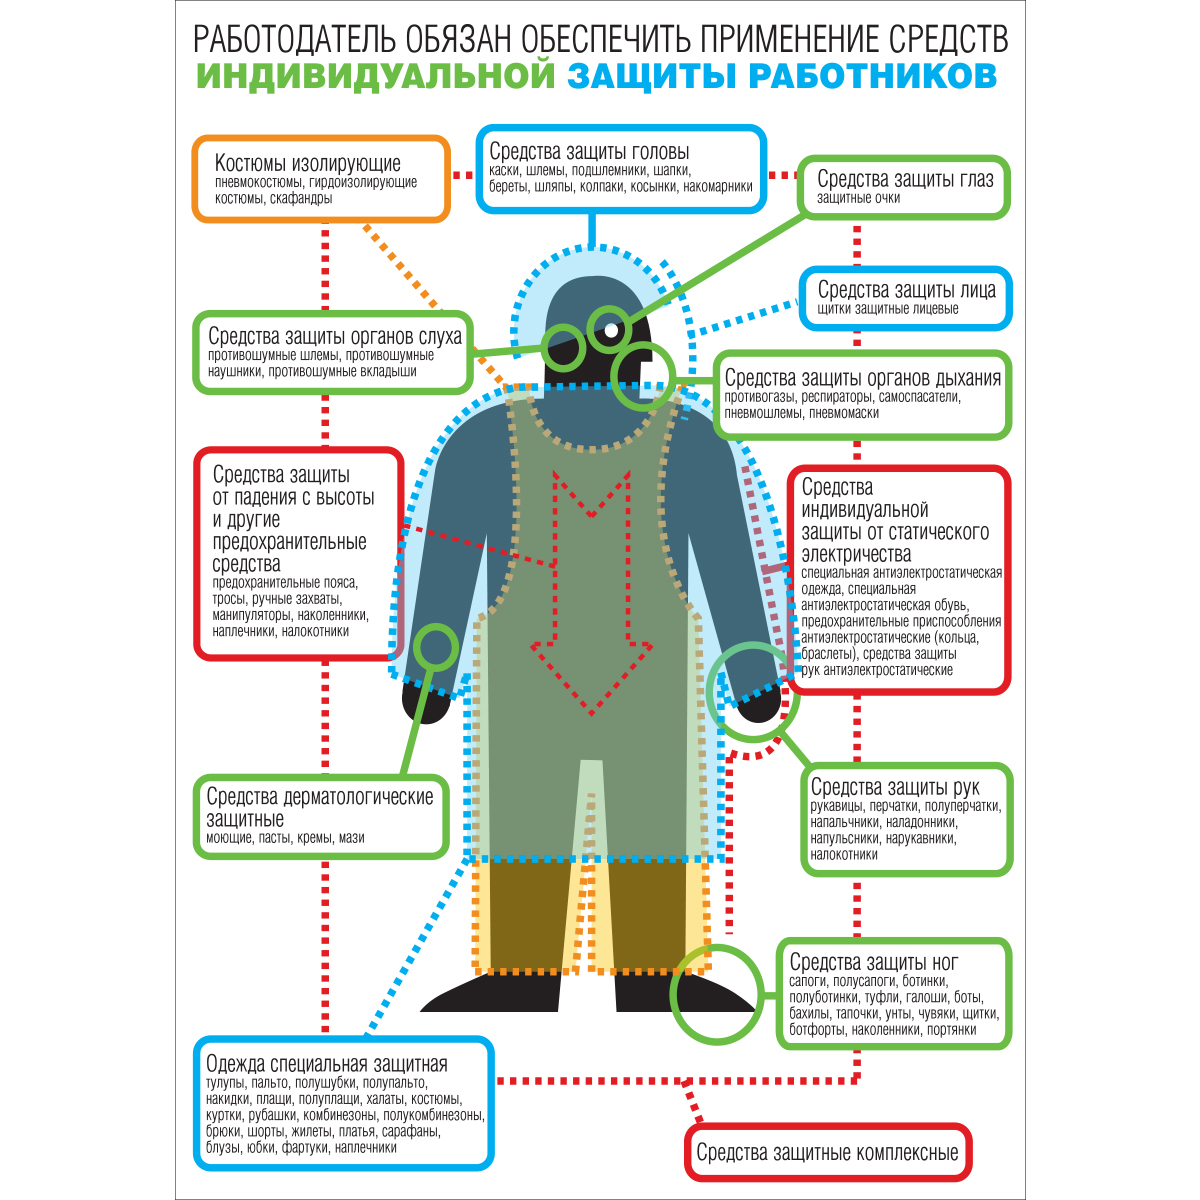 РАБОТОДАТЕЛЬ ОБЯЗАН ОБЕСПЕЧИТЬ ПРИМЕНЕНИЕ СРЕДСТВ
ИНДИВИДУАЛЬНОЙ ЗАЩИТЫ РАБОТНИКОВ
Костюмы изолирующие
пневмокостюмы, гирдоизолирующие
костюмы, скафандры
Средства защиты головы
каски, шлемы, подшлемники, шапки,
береты, шляпы, колпаки, косынки, накомарники
Средства защиты глаз
защитные очки
Средства защиты лица
щитки защитные лицевые
Средства защиты органов слуха
противошумные шлемы, противошумные
наушники, противошумные вкладыши
Средства защиты органов дыхания
противогазы, респираторы, самоспасатели,
пневмошлемы, пневмомаски
Средства защиты
от падения с высоты
и другие
предохранительные
средства
предохранительные пояса,
тросы, ручные захваты,
манипуляторы, наколенники,
наплечники, налокотники
Средства
индивидуальной
защиты от статического
электричества
специальная антиэлектростатическая
одежда, специальная
антиэлектростатическая обувь,
предохранительные приспособления
антиэлектростатические (кольца,
браслеты), средства защиты
рук антиэлектростатические
Средства дерматологические
защитные
моющие, пасты, кремы, мази
Средства защиты рук
рукавицы, перчатки, полуперчатки,
напальчники, наладонники,
напульсники, нарукавники,
налокотники
Средства защиты ног
сапоги, полусапоги, ботинки,
полуботинки, туфли, галоши, боты,
бахилы, тапочки, унты, чувяки, щитки,
ботфорты, наколенники, портянки
Одежда специальная защитная
тулупы, пальто, полушубки, полупальто,
накидки, плащи, полуплащи, халаты, костюмы,
куртки, рубашки, комбинезоны, полукомбинезоны,
брюки, шорты, жилеты, платья, сарафаны,
блузы, юбки, фартуки, наплечники
Средства защитные комплексные